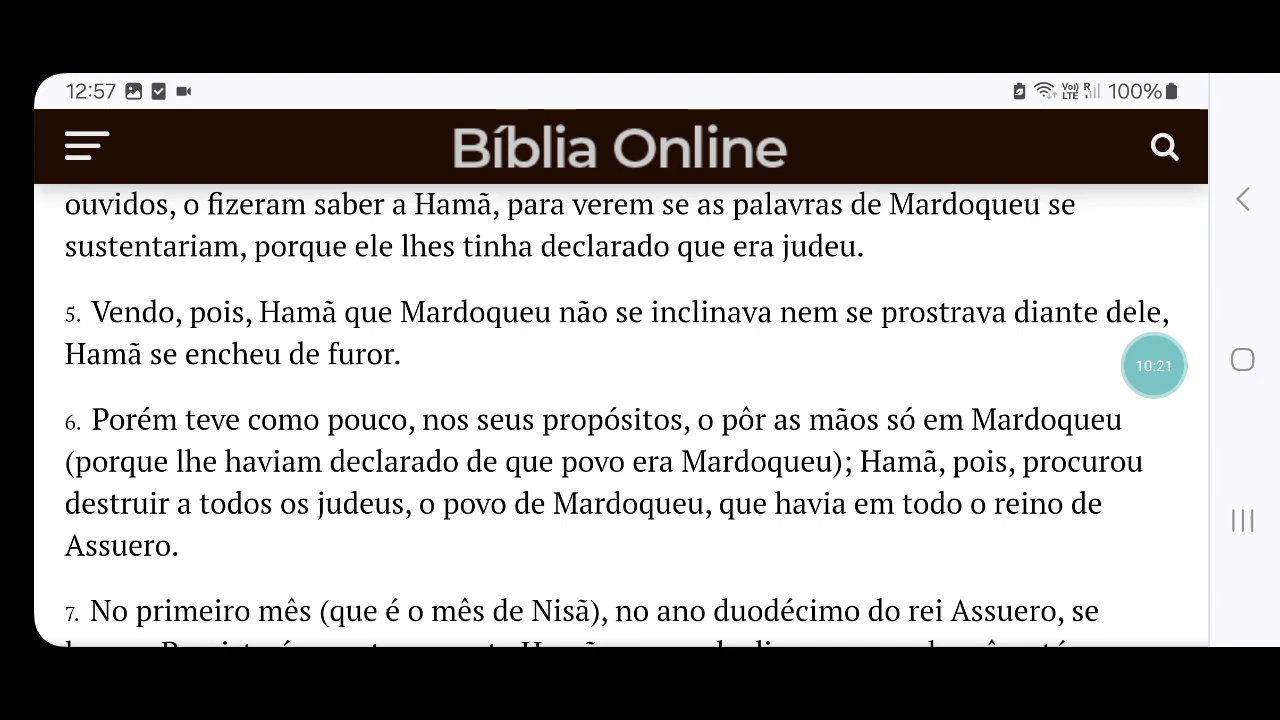 12:57
Vo)) LTE R 100%
Bíblia Online
ouvidos, o fizeram saber a Hamã, para verem se as palavras de Mardoqueu se
sustentariam, porque ele lhes tinha declarado que era judeu.
5. Vendo, pois, Hamã que Mardoqueu não se inclinava nem se prostrava diante dele,
Hamã se encheu de furor.
10:21
6. Porém teve como pouco, nos seus propósitos, o pôr as mãos só em Mardoqueu
(porque lhe haviam declarado de que povo era Mardoqueu); Hamã, pois, procurou
destruir a todos os judeus, o povo de Mardoqueu, que havia em todo o reino de
Assuero.
7. No primeiro mês (que é o mês de Nisã), no ano duodécimo do rei Assuero, se